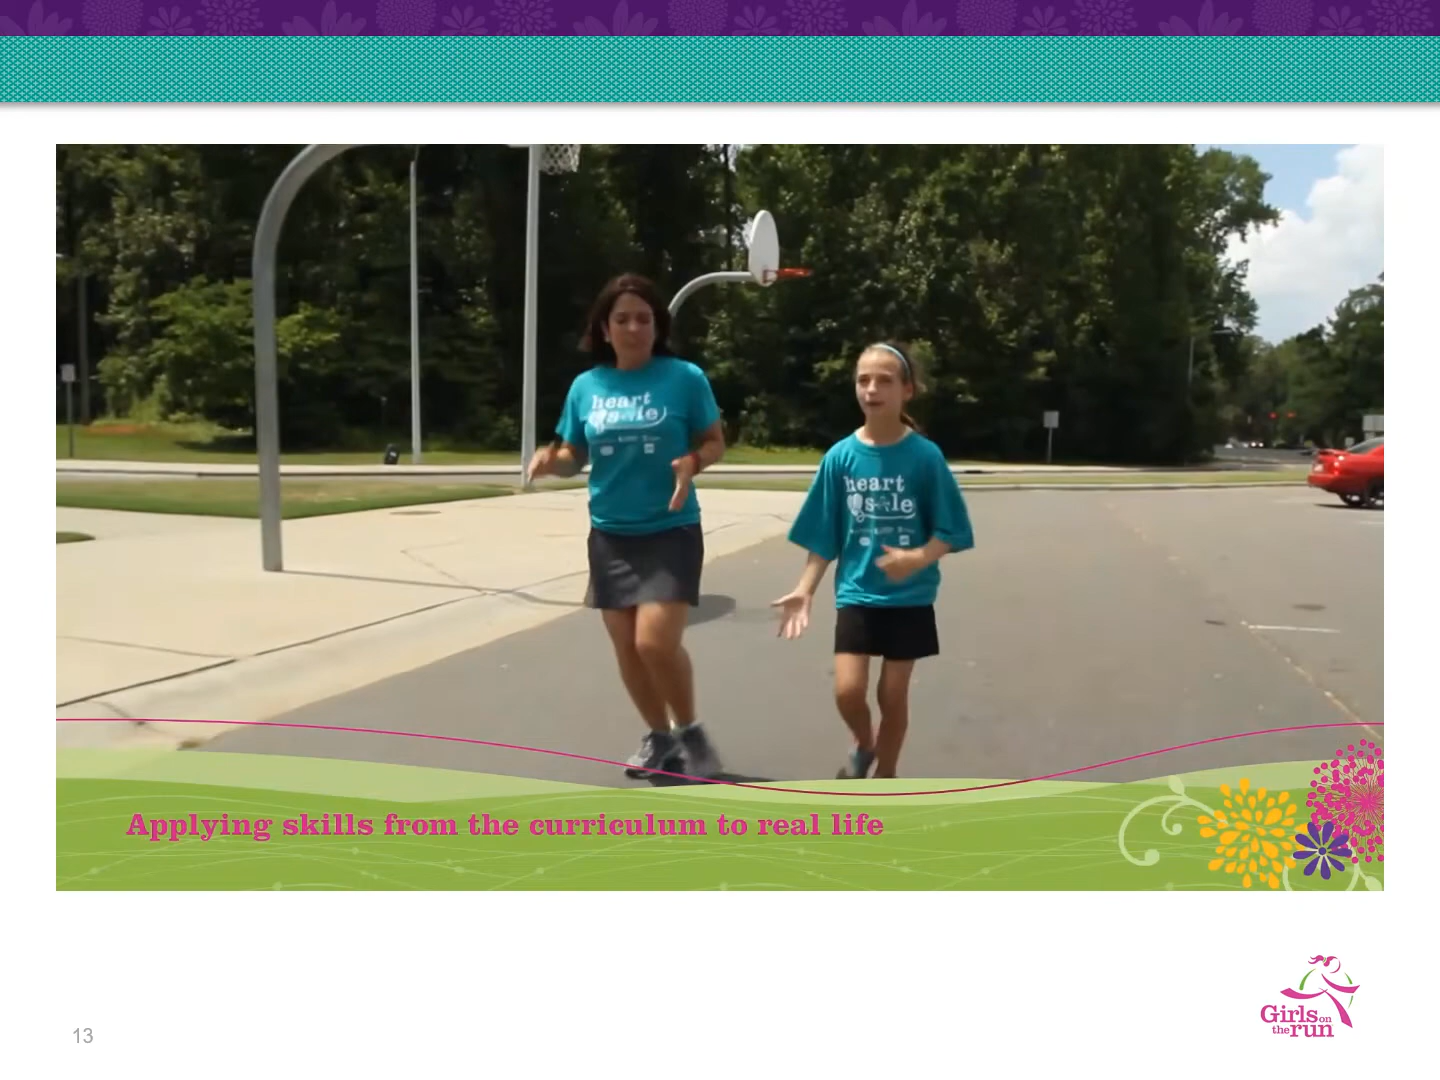 heart
sole
heart
sole
Applying skills from the curriculum to real life
13
Girls on
the run